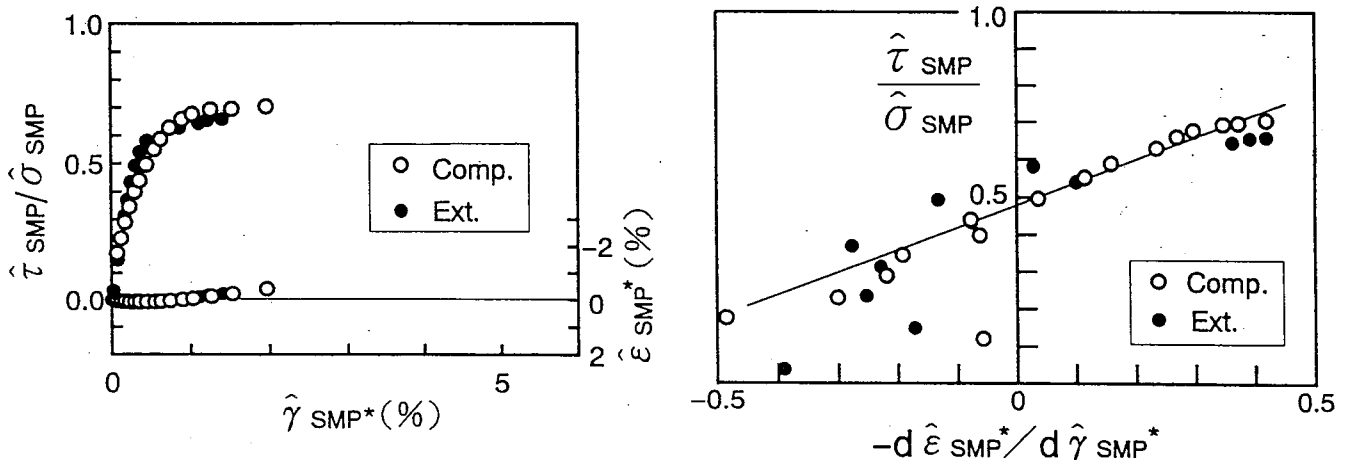 1.0
0.5
0.0
τ̂ SMP/σ̂ SMP
Comp.
Ext.
-2
0
2
ε̂ SMP* (%)
0
5
γ̂ SMP* (%)
1.0
τ̂ SMP
σ̂ SMP
0.5
Comp.
Ext.
-0.5
0
0.5
-d ε̂ SMP* / d γ̂ SMP*